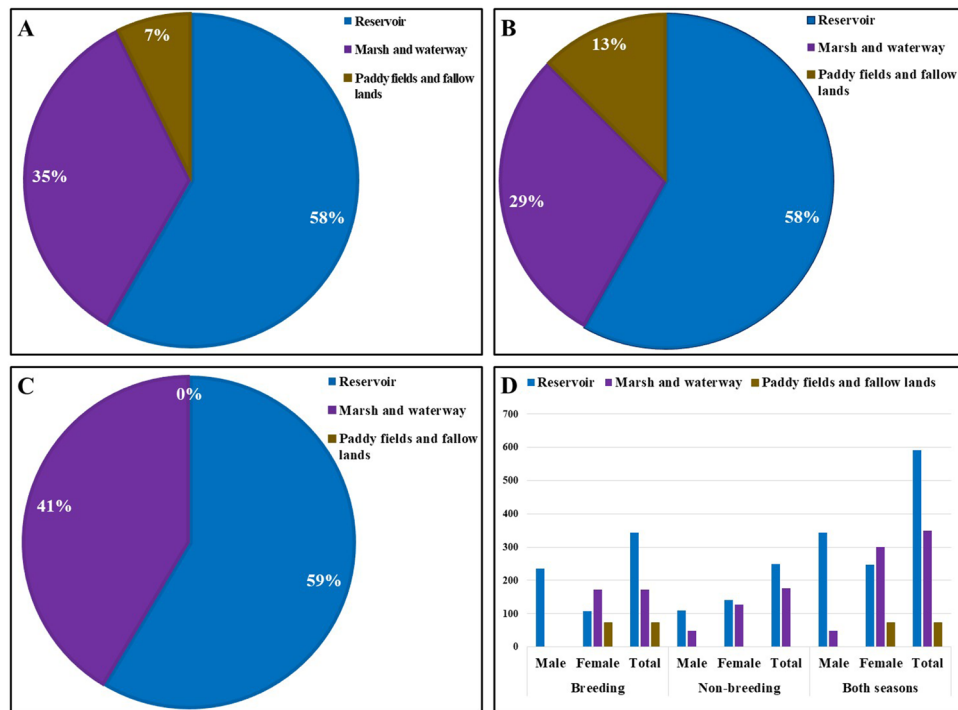 A
7%
35%
58%
Reservoir
Marsh and waterway
Paddy fields and fallow
lands
B
13%
29%
58%
Reservoir
Marsh and waterway
Paddy fields and fallow
lands
C
0%
41%
59%
Reservoir
Marsh and waterway
Paddy fields and fallow
lands
D
Reservoir Marsh and waterway Paddy fields and fallow lands
700
600
500
400
300
200
100
0
Male Female Total Male Female Total Male Female Total
Breeding Non-breeding Both seasons